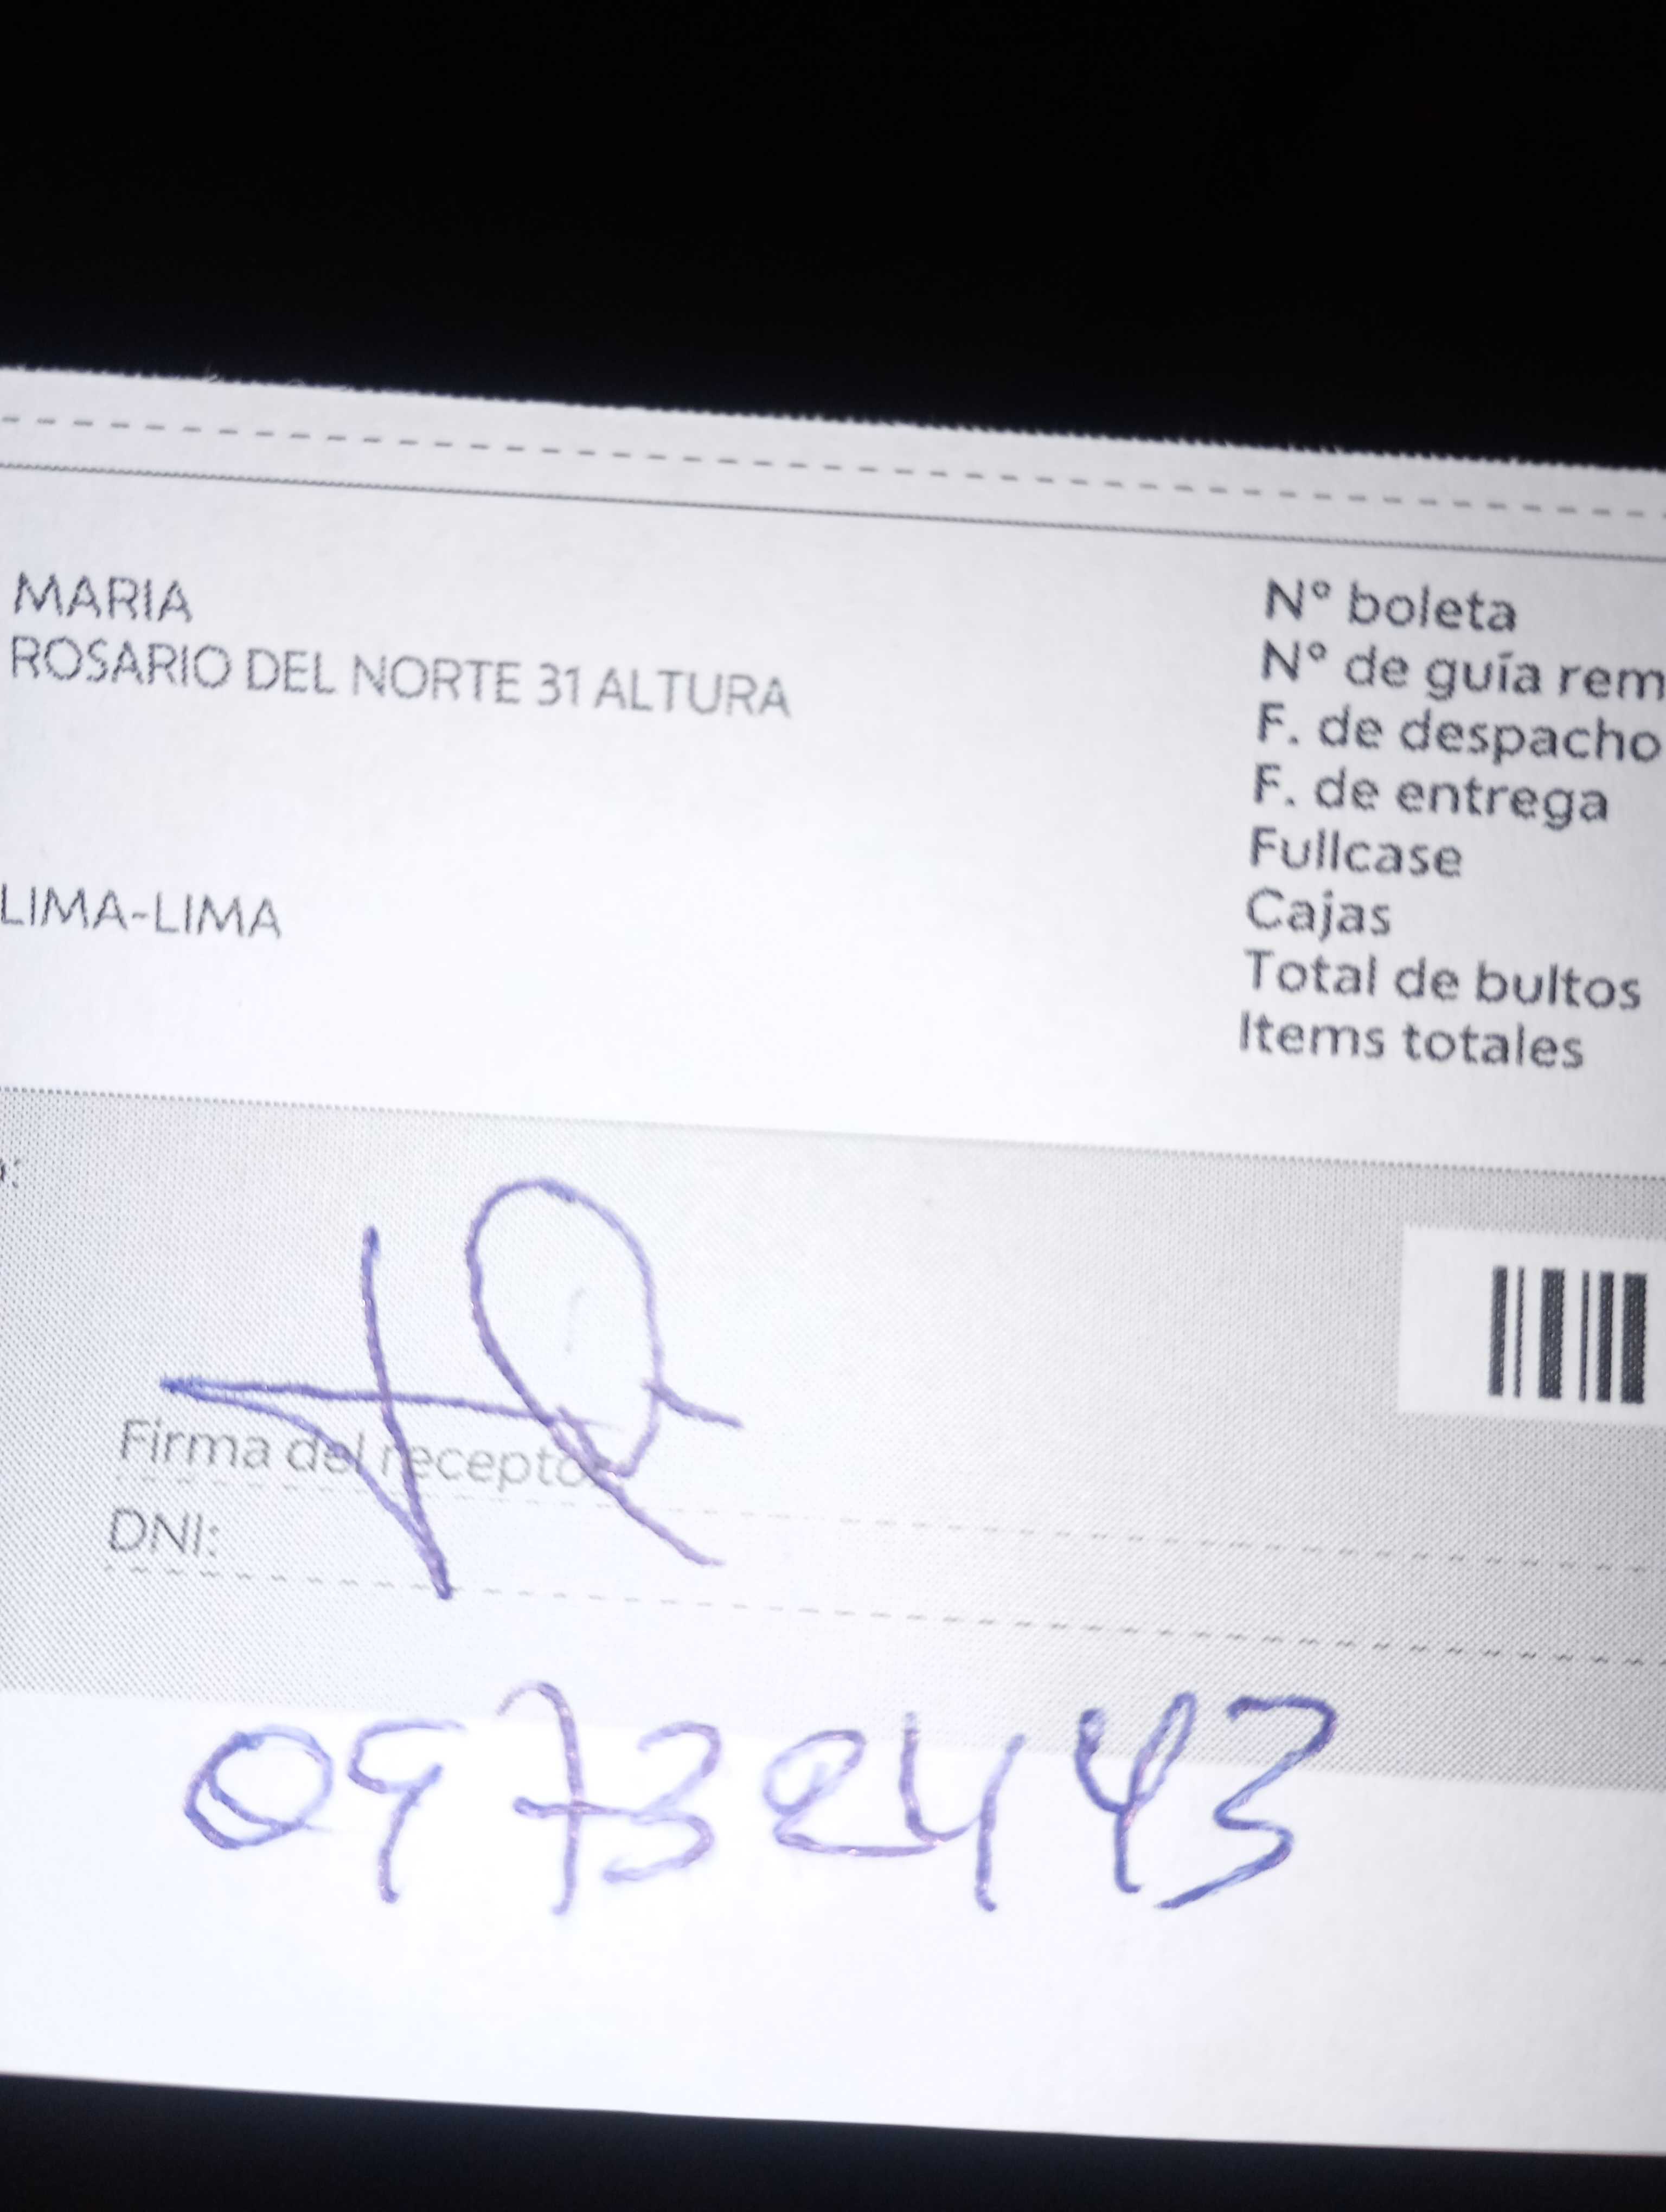 MARIA
ROSARIO DEL NORTE 31 ALTURA
LIMA-LIMA
N° boleta
N° de guía rem
F. de despacho
F. de entrega
Fullcase
Cajas
Total de bultos
Items totales
Firma del receptor
DNI:
09732443